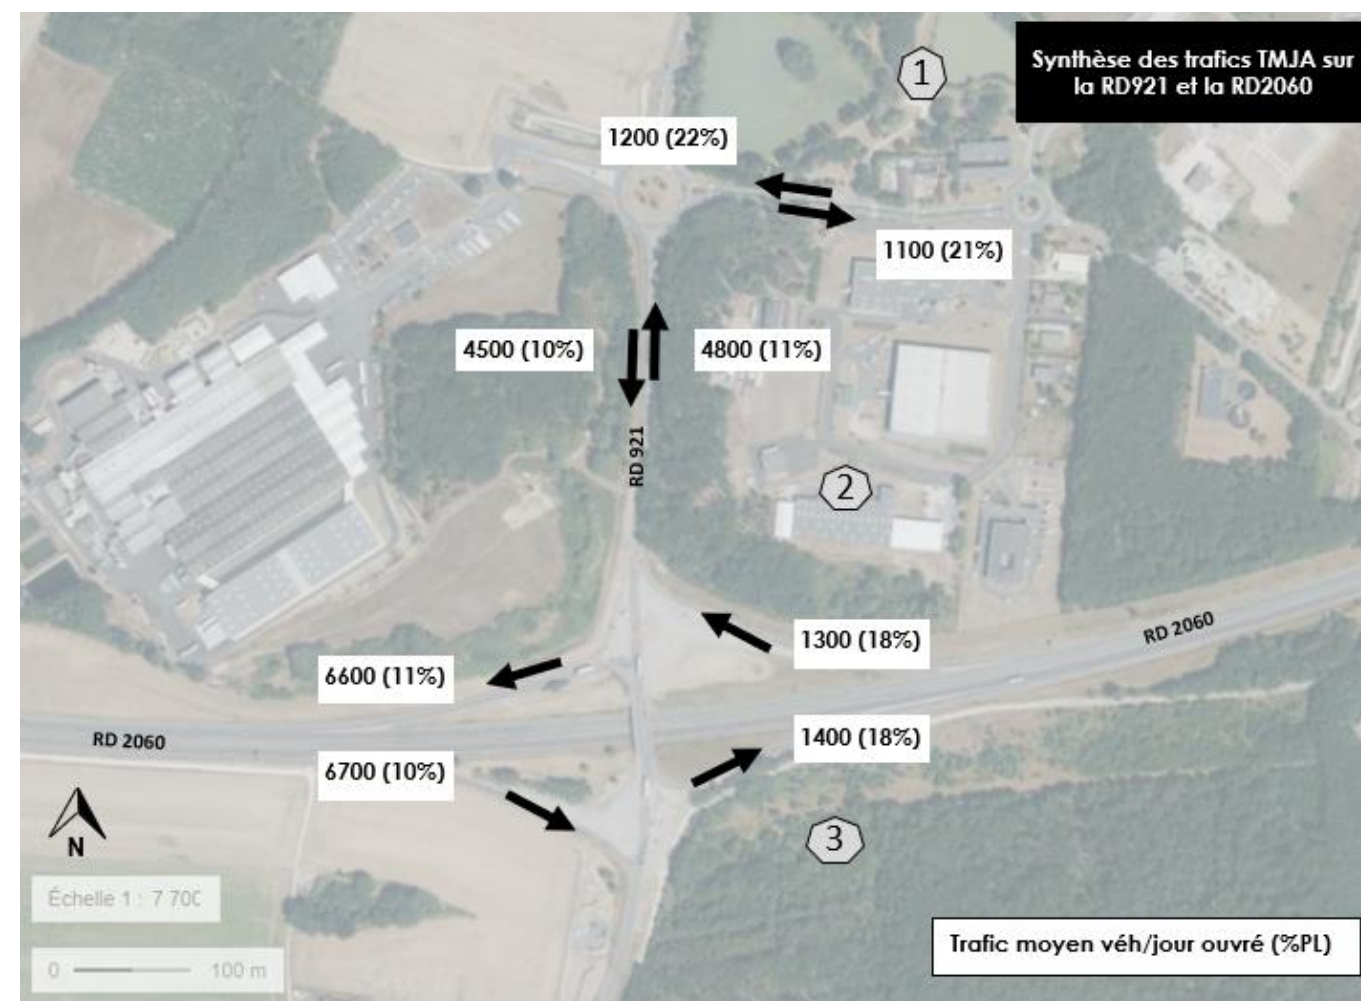 1
Synthèse des trafics TMJA sur
la RD921 et la RD2060
1200 (22%)
1100 (21%)
4500 (10%)
4800 (11%)
RD 921
2
1300 (18%)
RD 2060
6600 (11%)
1400 (18%)
RD 2060
6700 (10%)
N
3
Échelle 1 : 7 700
0 100 m
Trafic moyen véh/jour ouvré (%PL)